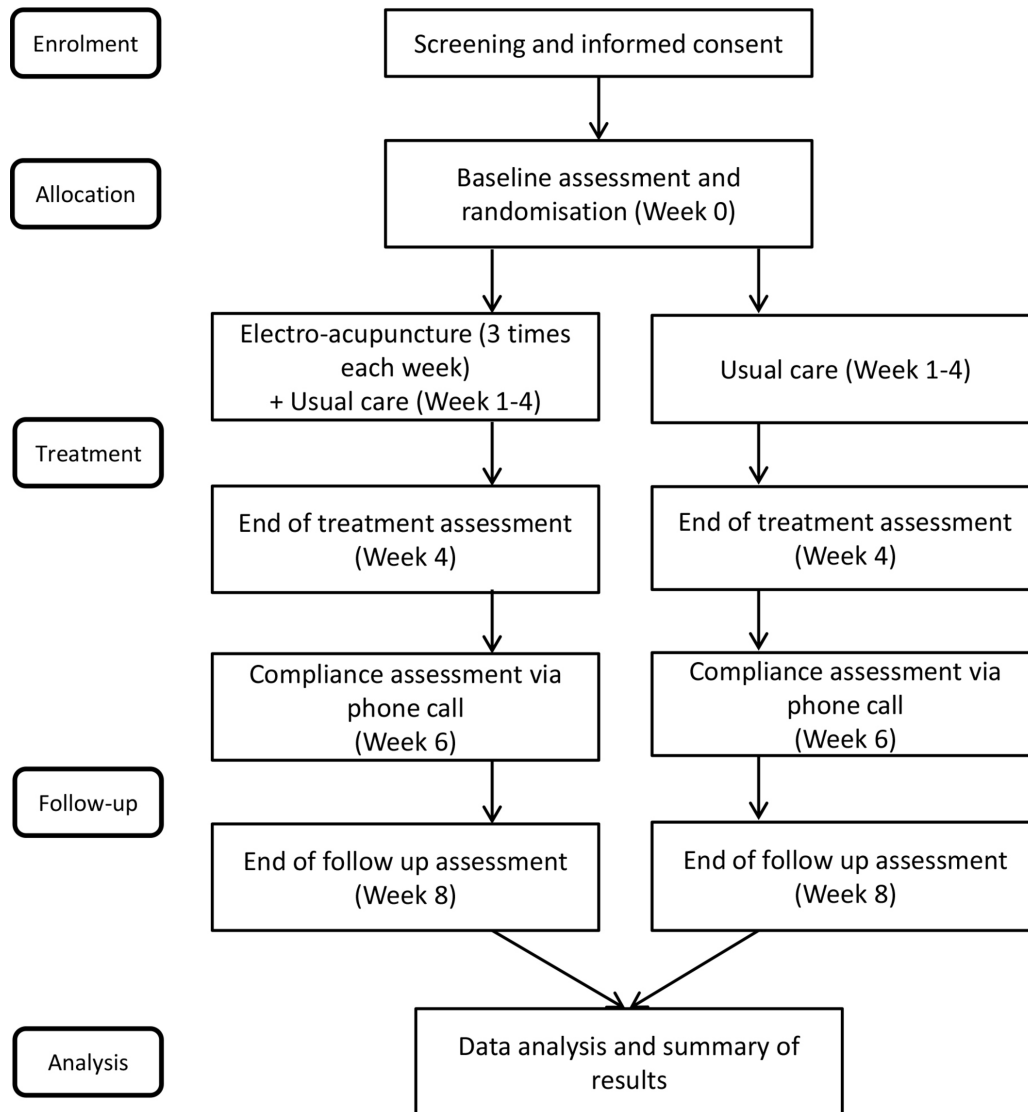 Enrolment
Screening and informed consent
Allocation
Baseline assessment and
randomisation (Week 0)
Electro-acupuncture (3 times
each week)
+ Usual care (Week 1-4)
Usual care (Week 1-4)
Treatment
End of treatment assessment
(Week 4)
End of treatment assessment
(Week 4)
Compliance assessment via
phone call
(Week 6)
Compliance assessment via
phone call
(Week 6)
Follow-up
End of follow up assessment
(Week 8)
End of follow up assessment
(Week 8)
Analysis
Data analysis and summary of
results